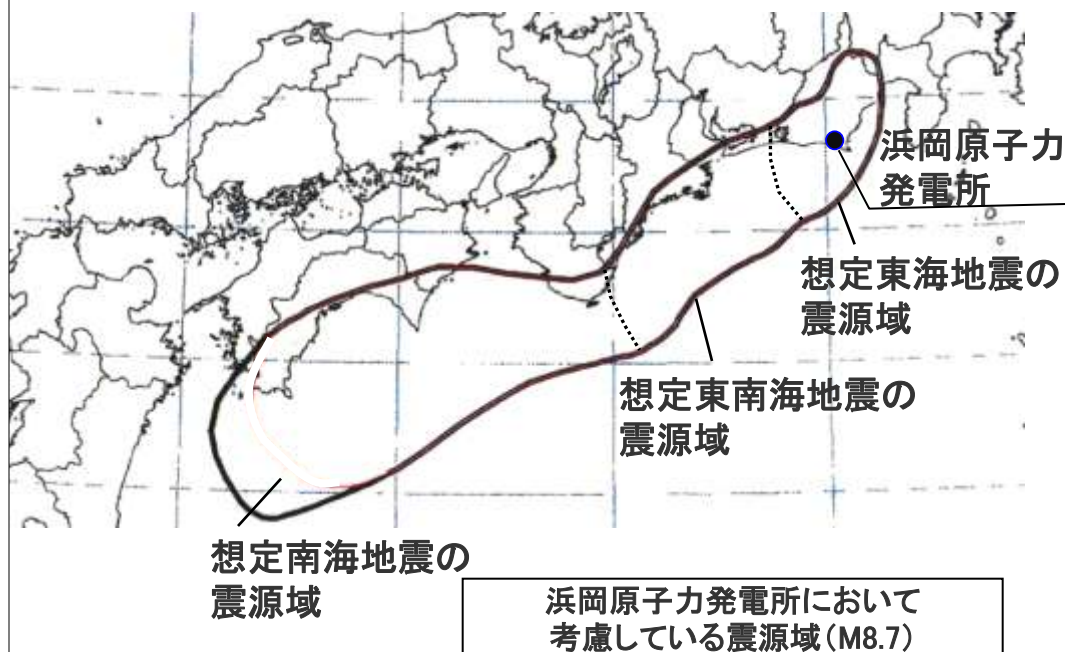 浜岡原子力
発電所
想定東海地震の
震源域
想定東南海地震の
震源域
想定南海地震の
震源域
浜岡原子力発電所において
考慮している震源域(M8.7)